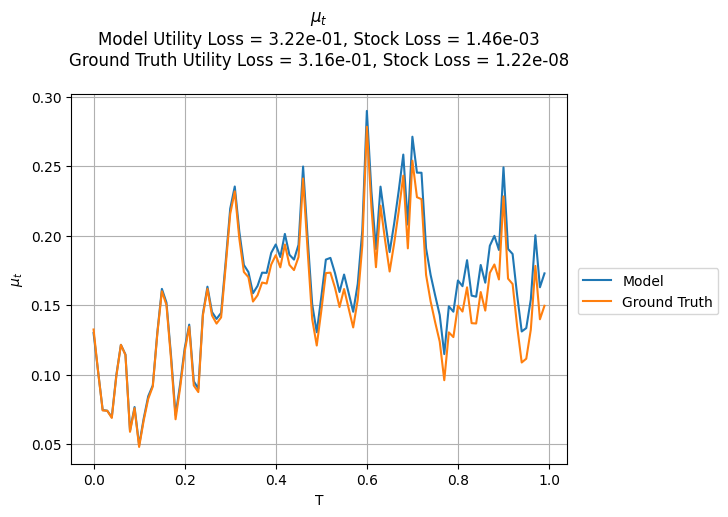 μₜ
Model Utility Loss = 3.22e-01, Stock Loss = 1.46e-03
Ground Truth Utility Loss = 3.16e-01, Stock Loss = 1.22e-08
0.30
0.25
0.20
0.15
0.10
0.05
μₜ
0.0
0.2
0.4
0.6
0.8
1.0
T
Model
Ground Truth